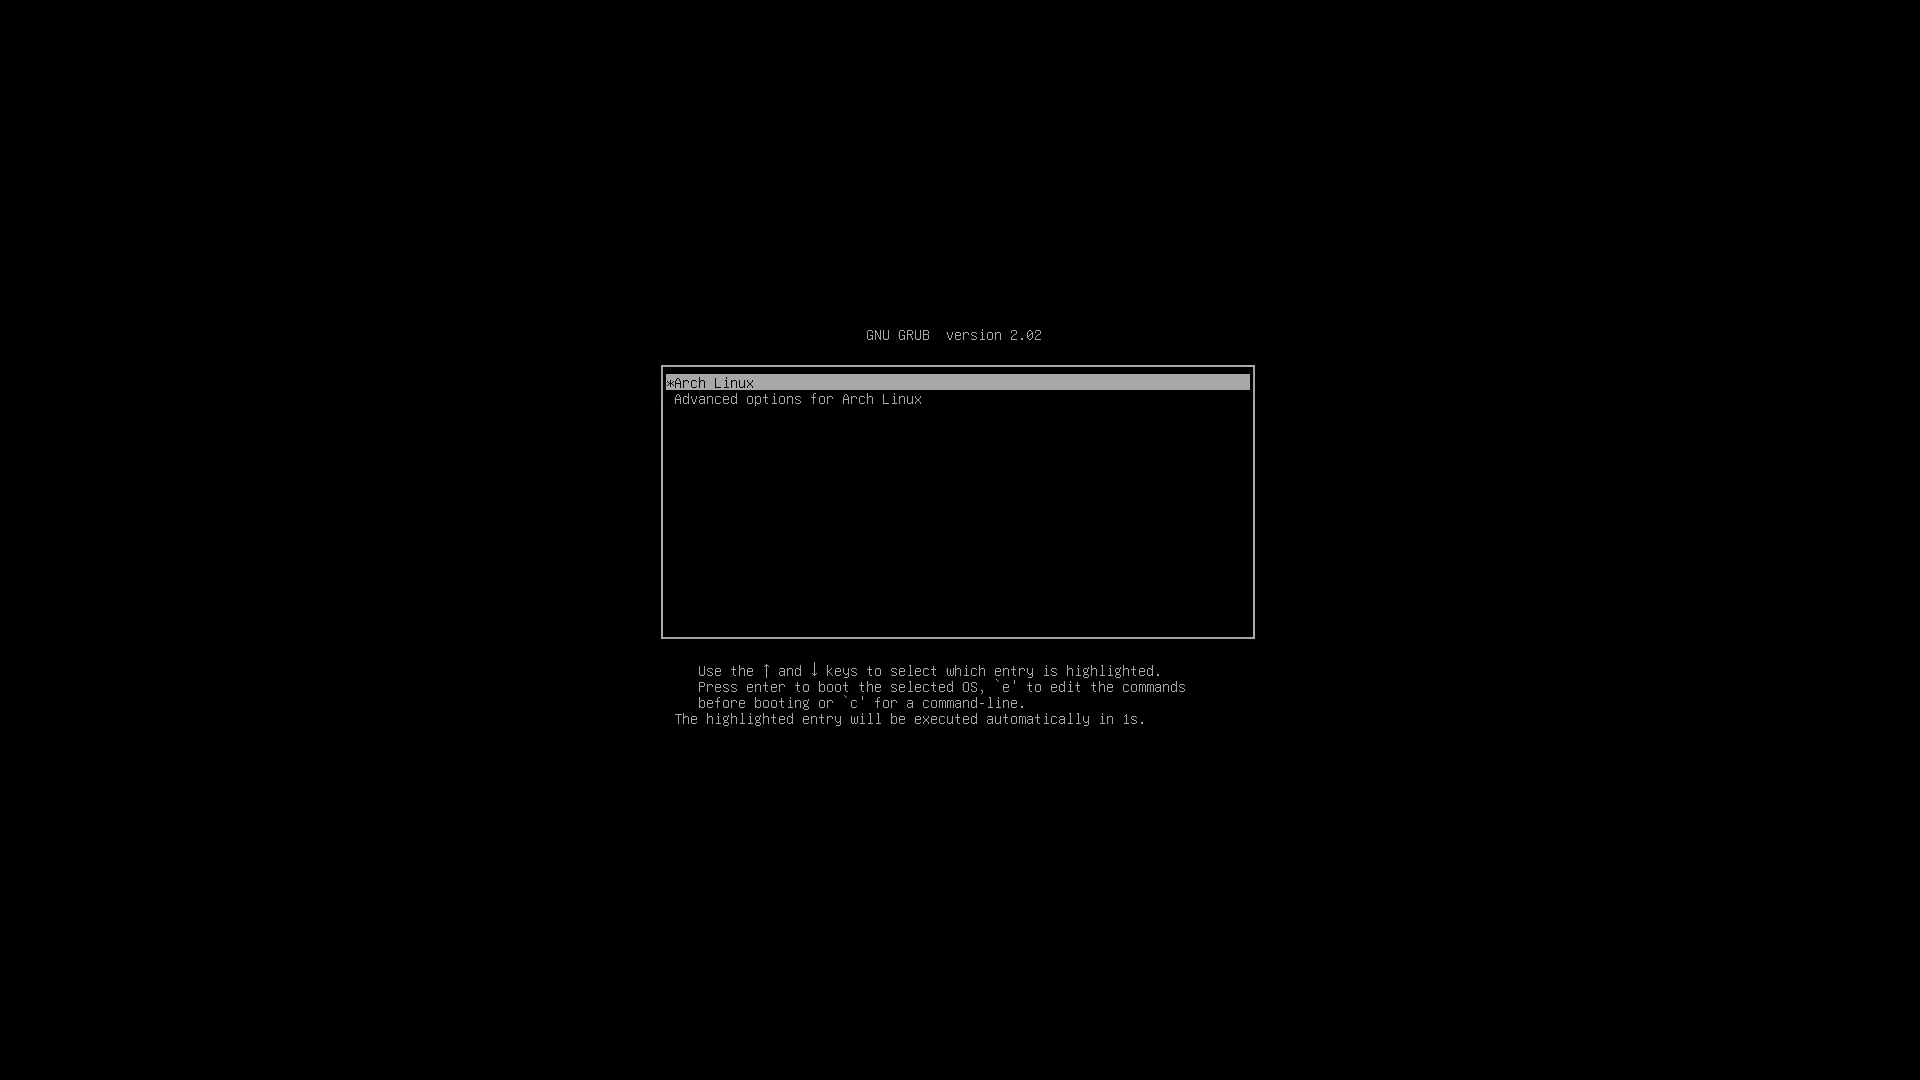 GNU GRUB  version 2.02
*Arch Linux
Advanced options for Arch Linux
Use the ↑ and ↓ keys to select which entry is highlighted.
Press enter to boot the selected OS, `e' to edit the commands
before booting or `c' for a command-line.
The highlighted entry will be executed automatically in 1s.